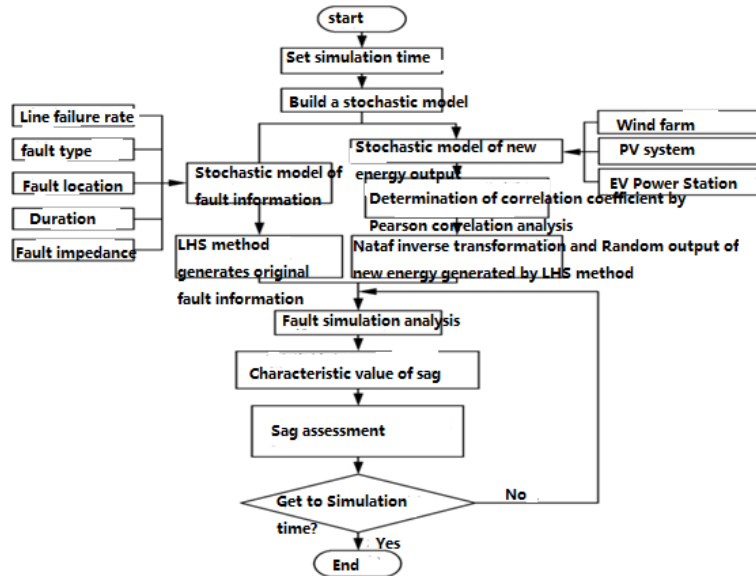 start
Set simulation time
Build a stochastic model
Line failure rate
fault type
Fault location
Duration
Fault impedance
Stochastic model of
fault information
LHS method
generates original
fault information
Stochastic model of new
energy output
Wind farm
PV system
EV Power Station
Determination of correlation coefficient by
Pearson correlation analysis
Nataf inverse transformation and Random output of
new energy generated by LHS method
Fault simulation analysis
Characteristic value of sag
Sag assessment
Get to Simulation
time?
No
Yes
End